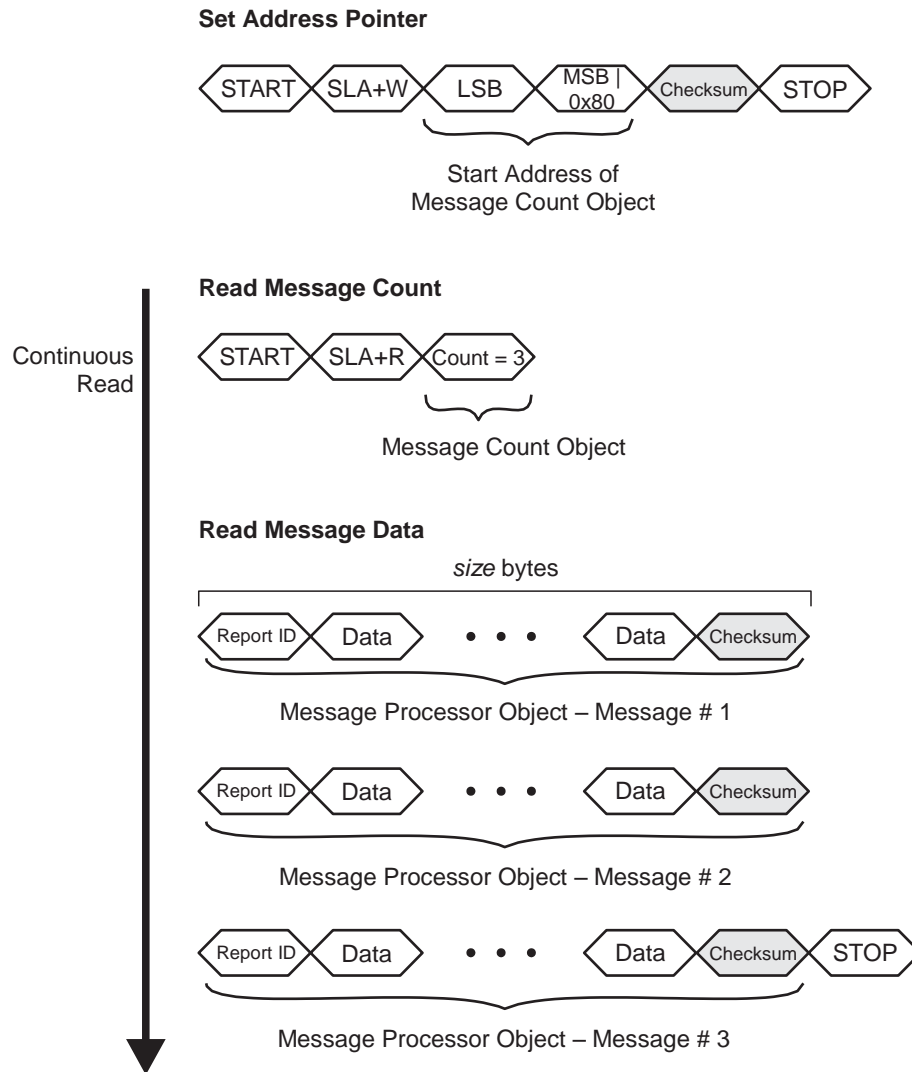 Set Address Pointer
START SLA+W LSB MSB | 0x80 Checksum STOP
Start Address of
Message Count Object
Read Message Count
Continuous
Read
START SLA+R Count = 3
Message Count Object
Read Message Data
size bytes
Report ID Data • • • Data Checksum
Message Processor Object – Message # 1
Report ID Data • • • Data Checksum
Message Processor Object – Message # 2
Report ID Data • • • Data Checksum STOP
Message Processor Object – Message # 3